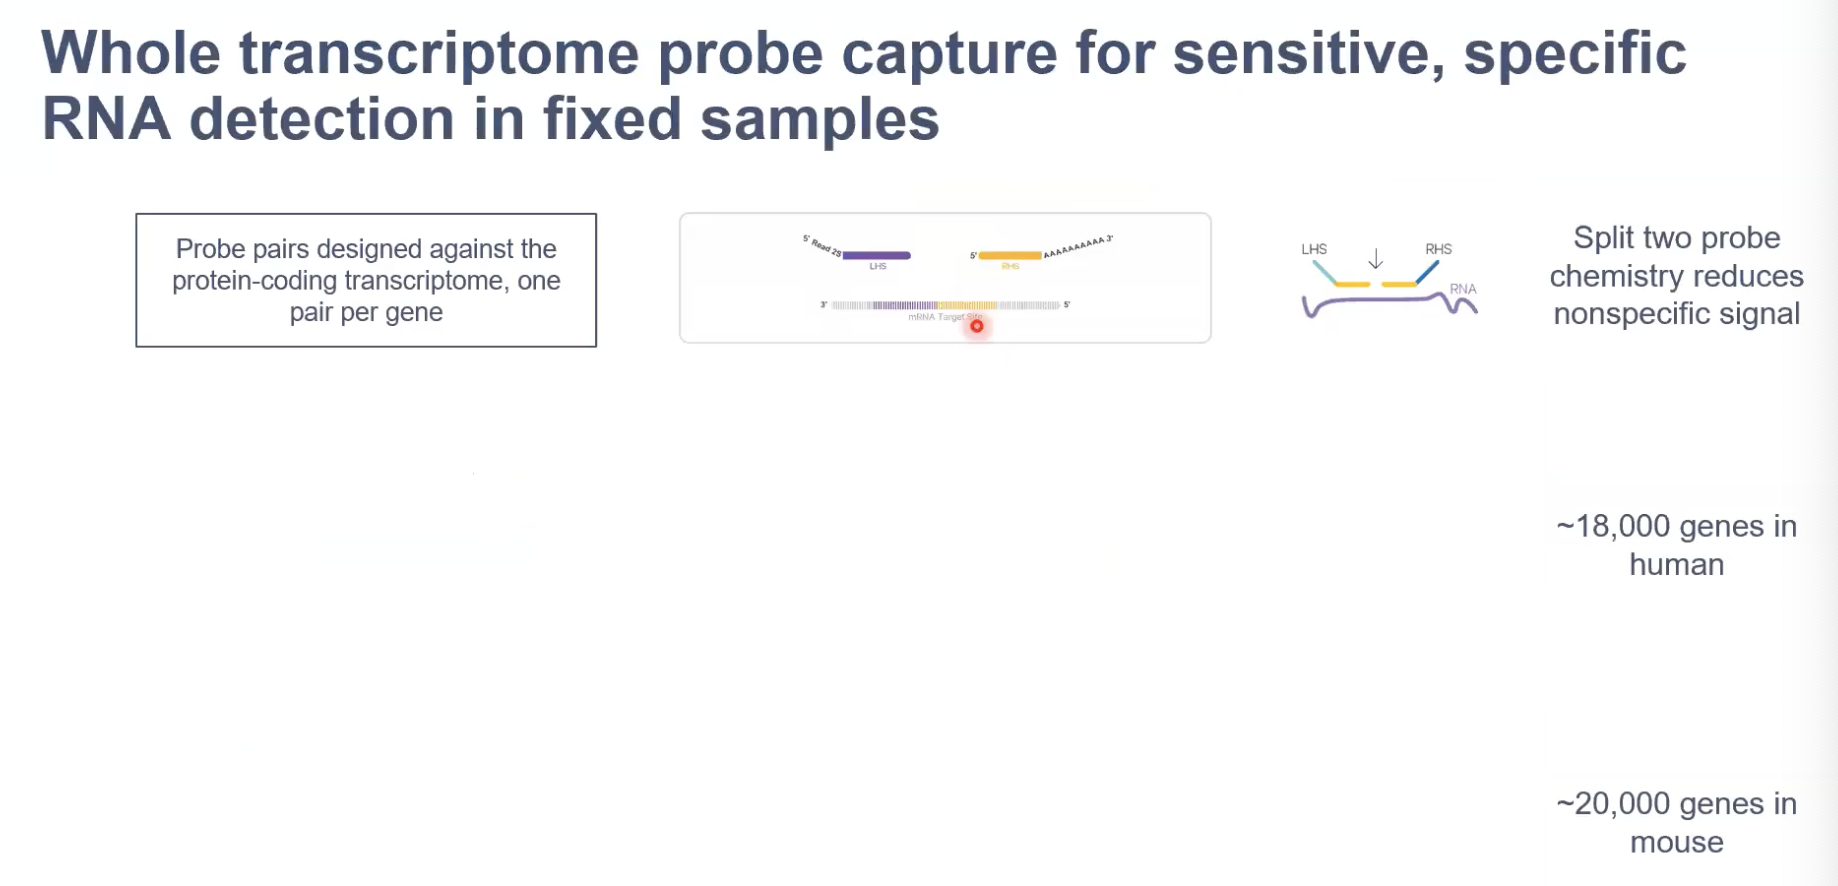 Whole transcriptome probe capture for sensitive, specific
RNA detection in fixed samples
Probe pairs designed against the
protein-coding transcriptome, one
pair per gene
5' Read 2S
LHS
5'
RHS
AAAAAAAAAA 3'
3'
5'
mRNA Target Site
LHS
RHS
RNA
Split two probe
chemistry reduces
nonspecific signal
~18,000 genes in
human
~20,000 genes in
mouse